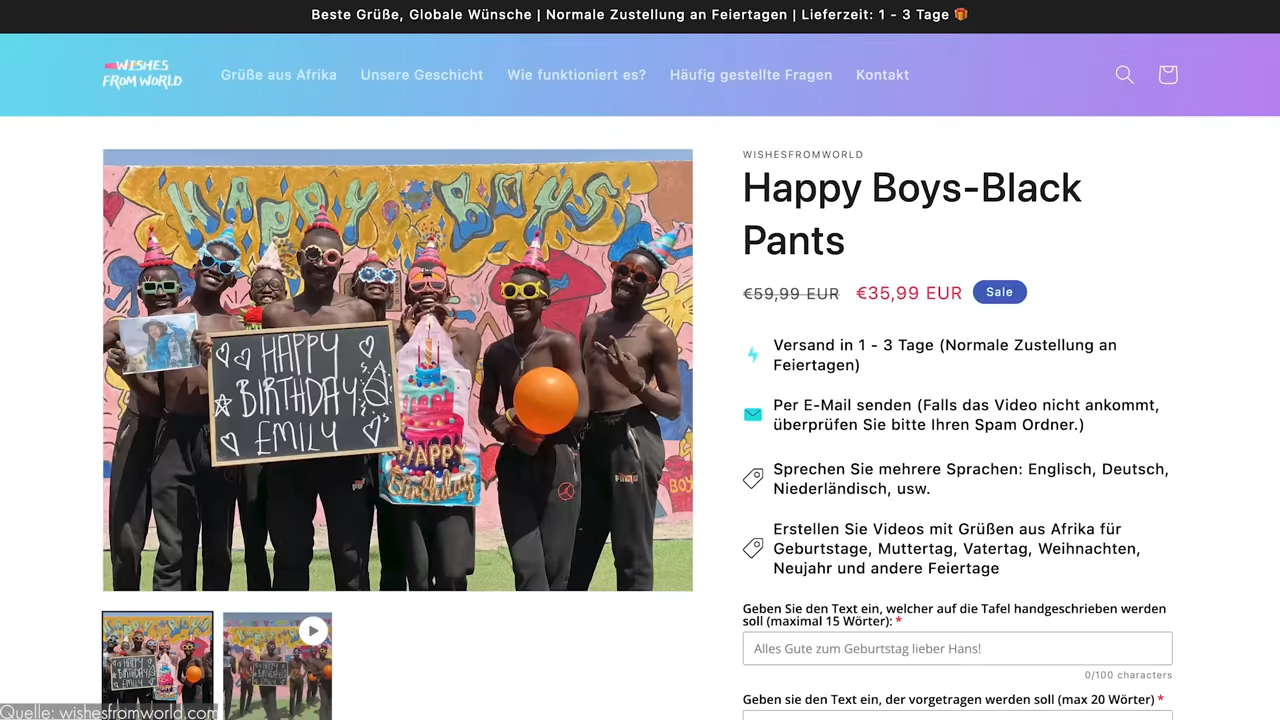 Beste Grüße, Globale Wünsche | Normale Zustellung an Feiertagen | Lieferzeit: 1 - 3 Tage 🎁
WISHES
FROM WORLD
Grüße aus Afrika
Unsere Geschicht
Wie funktioniert es?
Häufig gestellte Fragen
Kontakt
HAPPY BOYS
HAPPY
BIRTHDAY
EMILY
HAPPY
Birthday
BOY
WISHESFROMWORLD
Happy Boys-Black
Pants
€59,99 EUR €35,99 EUR Sale
Versand in 1 - 3 Tage (Normale Zustellung an
Feiertagen)
Per E-Mail senden (Falls das Video nicht ankommt,
überprüfen Sie bitte Ihren Spam Ordner.)
Sprechen Sie mehrere Sprachen: Englisch, Deutsch,
Niederländisch, usw.
Erstellen Sie Videos mit Grüßen aus Afrika für
Geburtstage, Muttertag, Vatertag, Weihnachten,
Neujahr und andere Feiertage
Geben Sie den Text ein, welcher auf die Tafel handgeschrieben werden
soll (maximal 15 Wörter): *
Alles Gute zum Geburtstag lieber Hans!
0/100 characters
Geben sie den Text ein, der vorgetragen werden soll (max 20 Wörter) *
Quelle: wishesfromworld.com